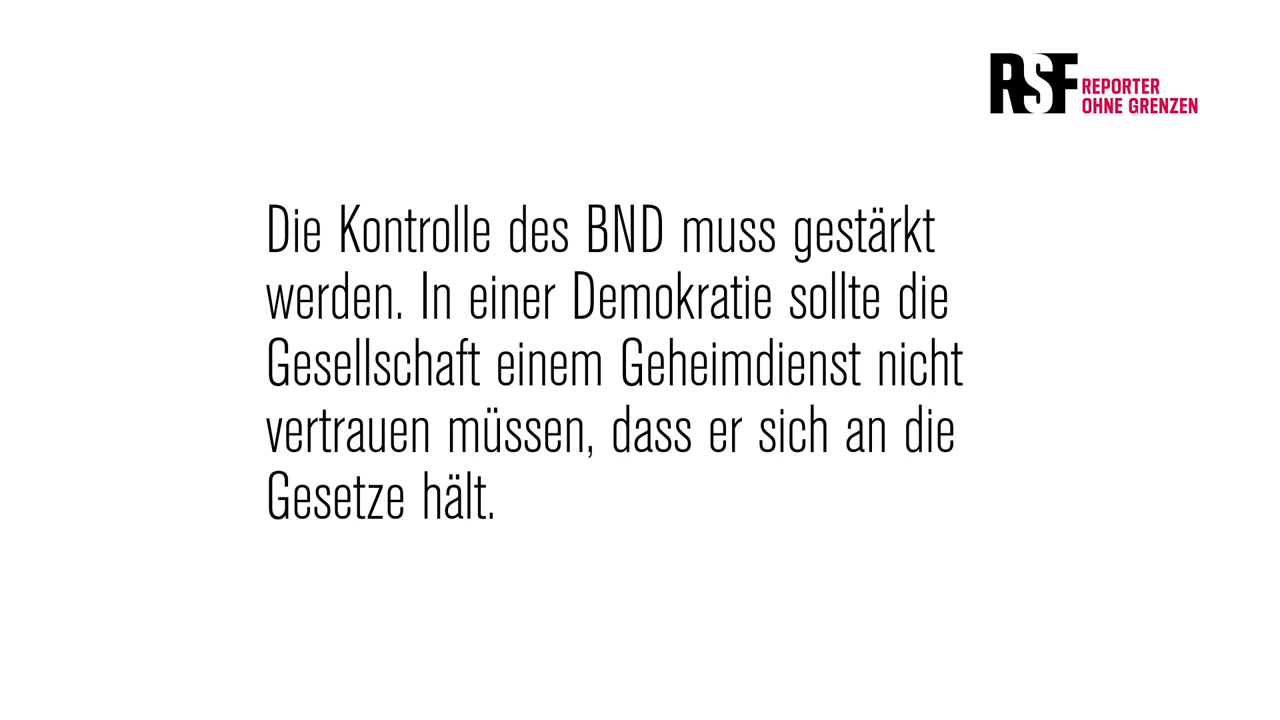 RSF REPORTER
OHNE GRENZEN
Die Kontrolle des BND muss gestärkt
werden. In einer Demokratie sollte die
Gesellschaft einem Geheimdienst nicht
vertrauen müssen, dass er sich an die
Gesetze hält.